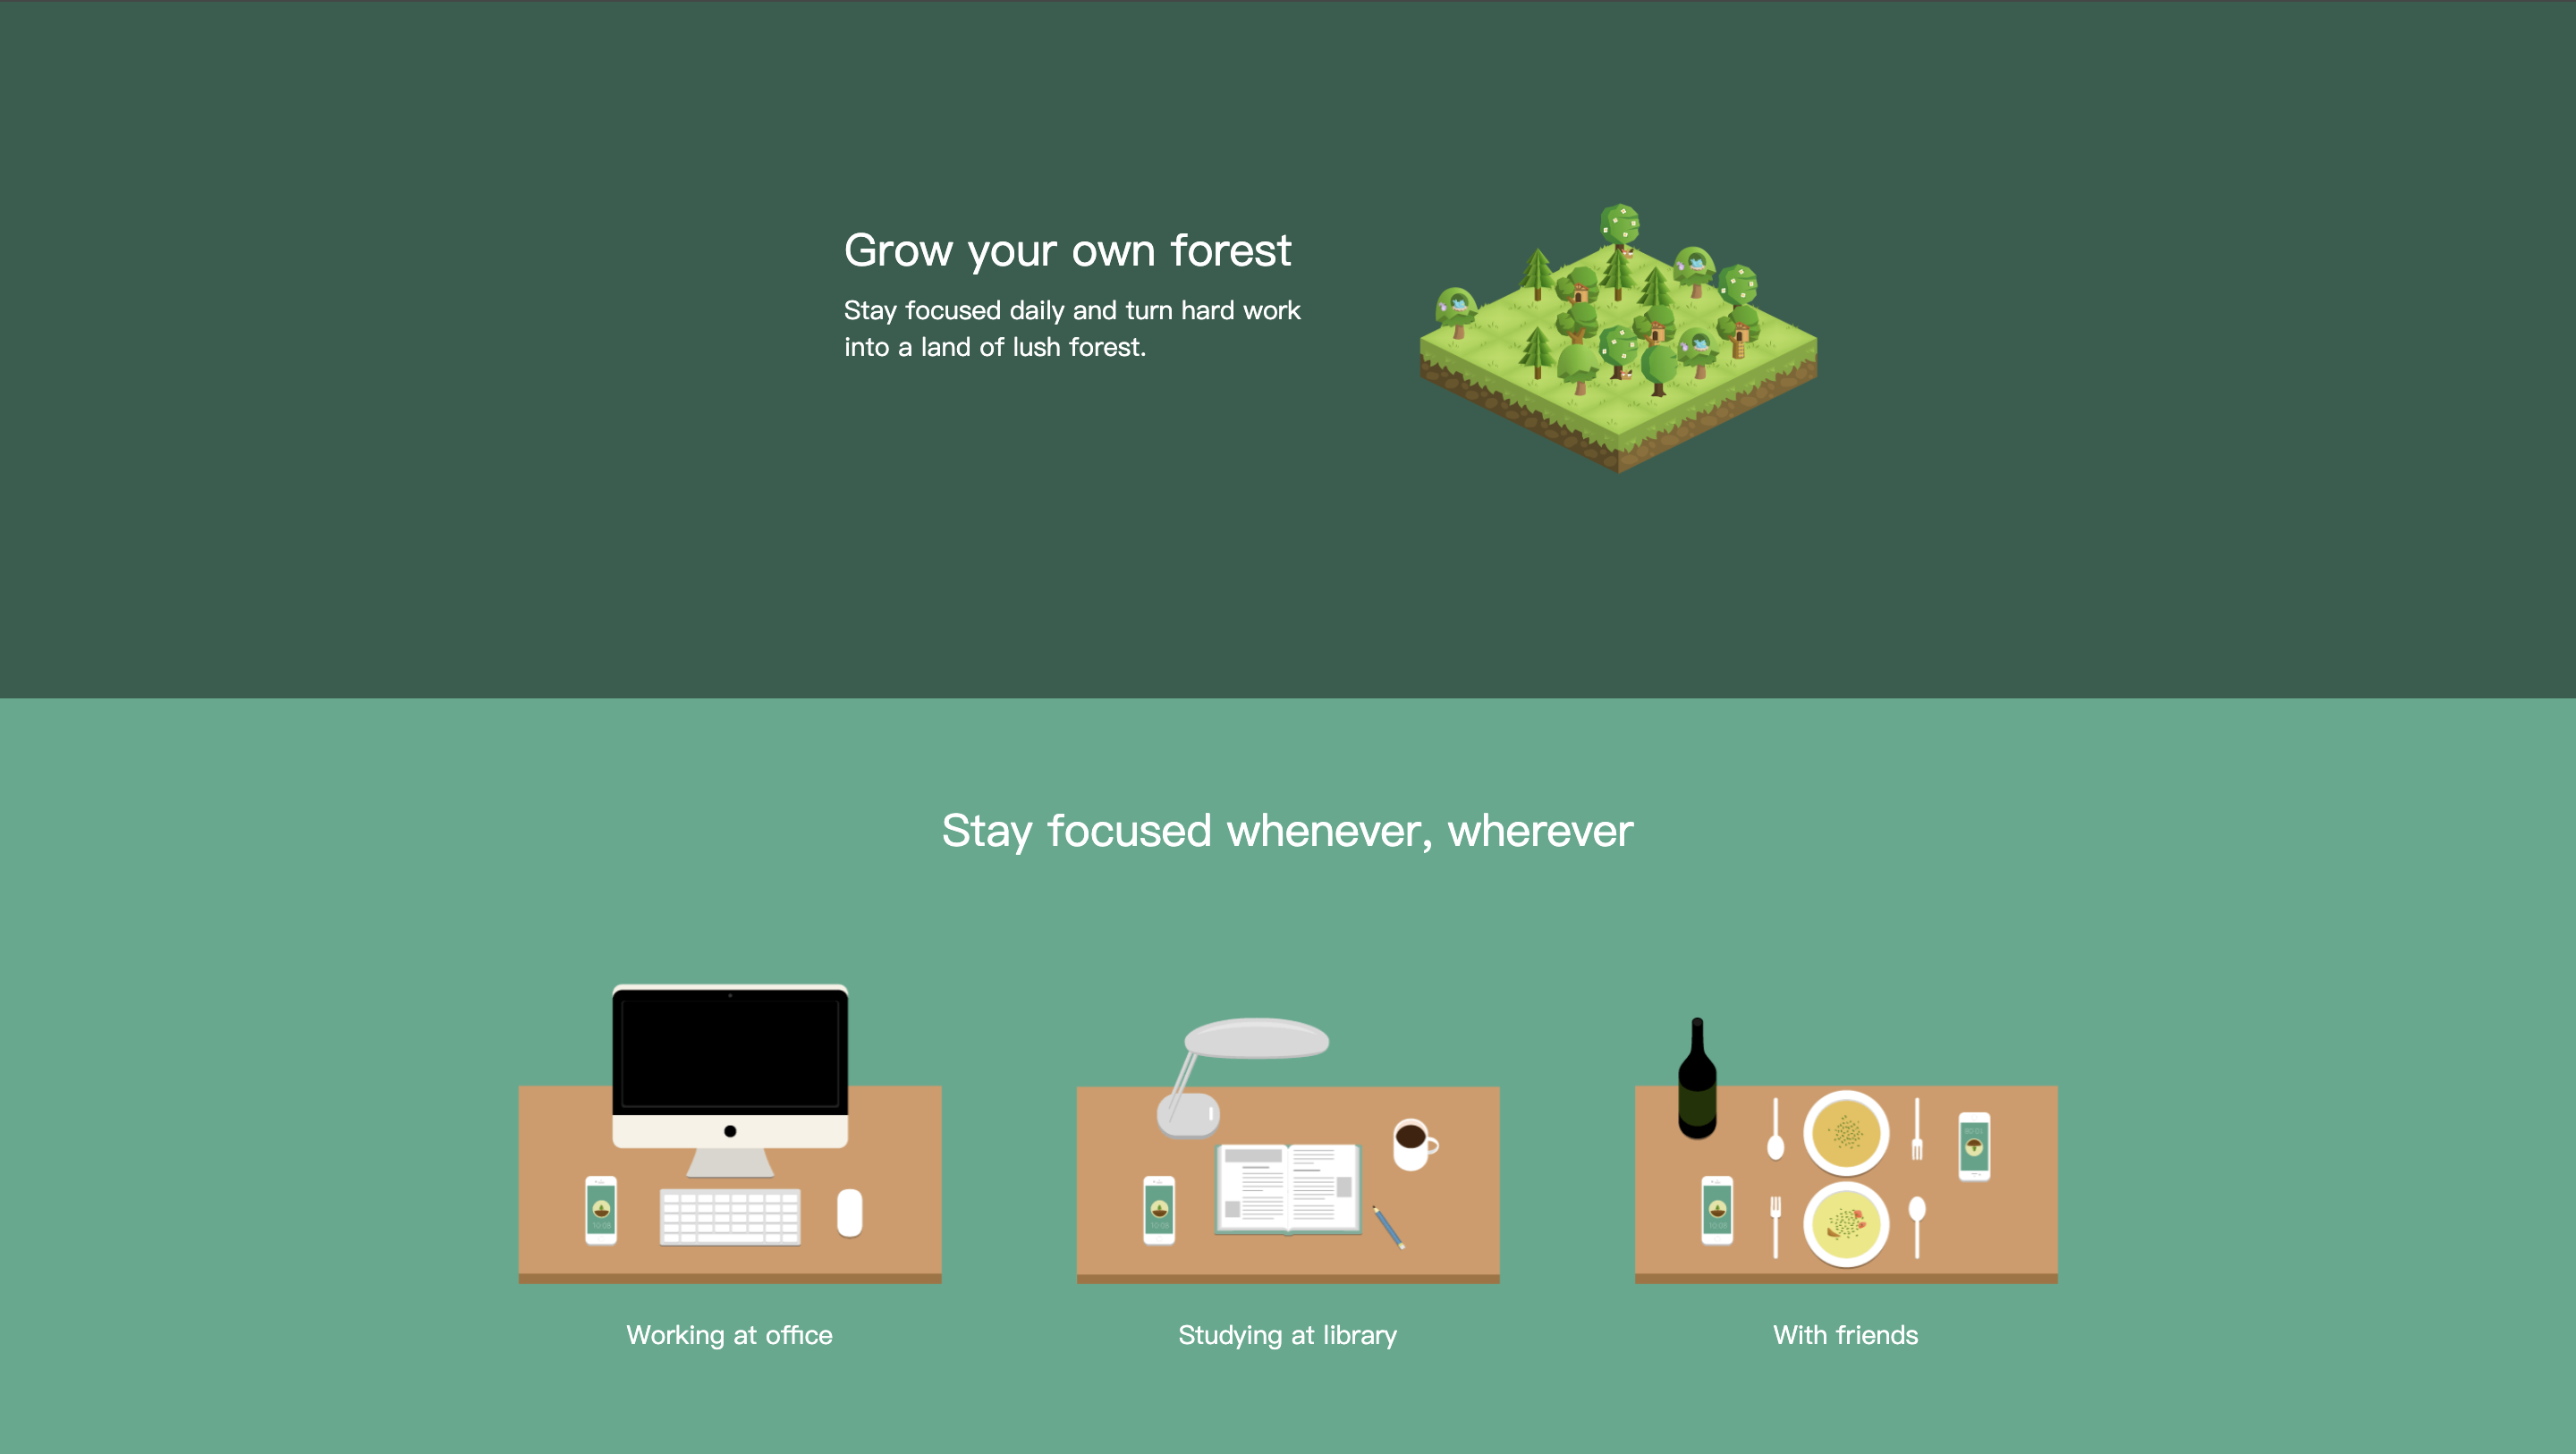 Grow your own forest
Stay focused daily and turn hard work
into a land of lush forest.
Stay focused whenever, wherever
Working at office
Studying at library
With friends